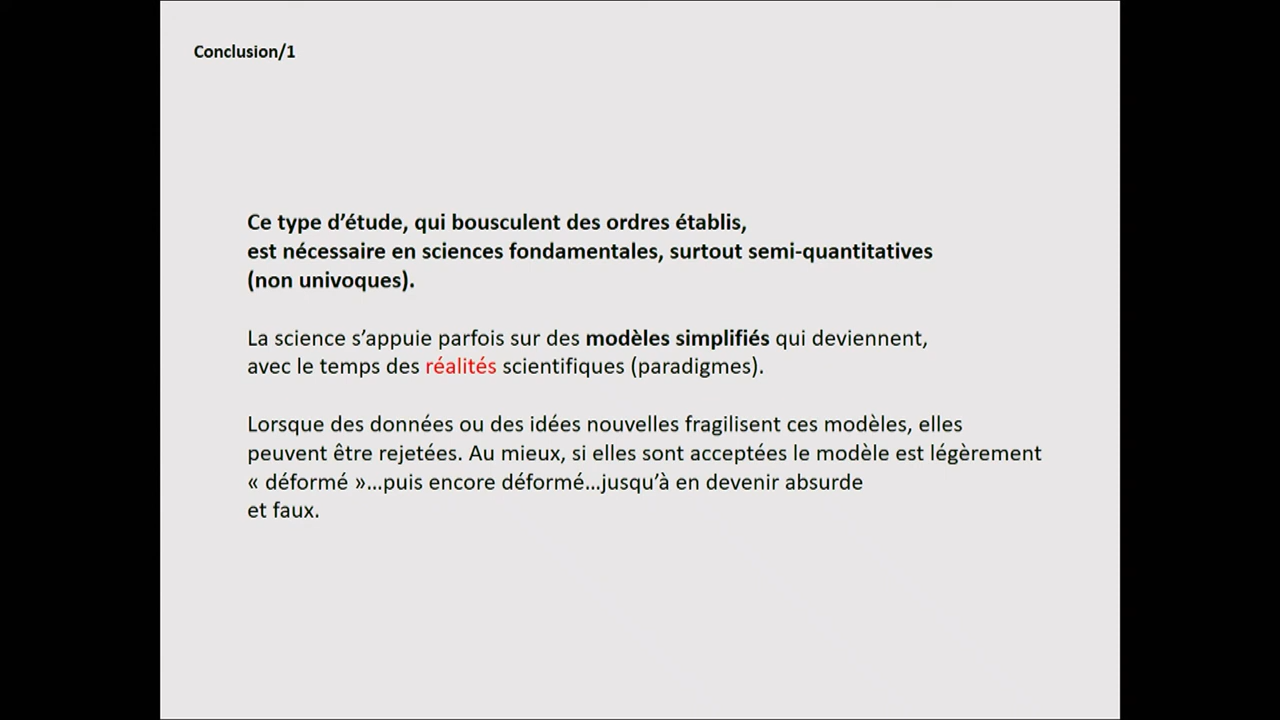 Conclusion/1
Ce type d’étude, qui bousculent des ordres établis,
est nécessaire en sciences fondamentales, surtout semi-quantitatives
(non univoques).
La science s’appuie parfois sur des modèles simplifiés qui deviennent,
avec le temps des réalités scientifiques (paradigmes).
Lorsque des données ou des idées nouvelles fragilisent ces modèles, elles
peuvent être rejetées. Au mieux, si elles sont acceptées le modèle est légèrement
« déformé »…puis encore déformé…jusqu’à en devenir absurde
et faux.